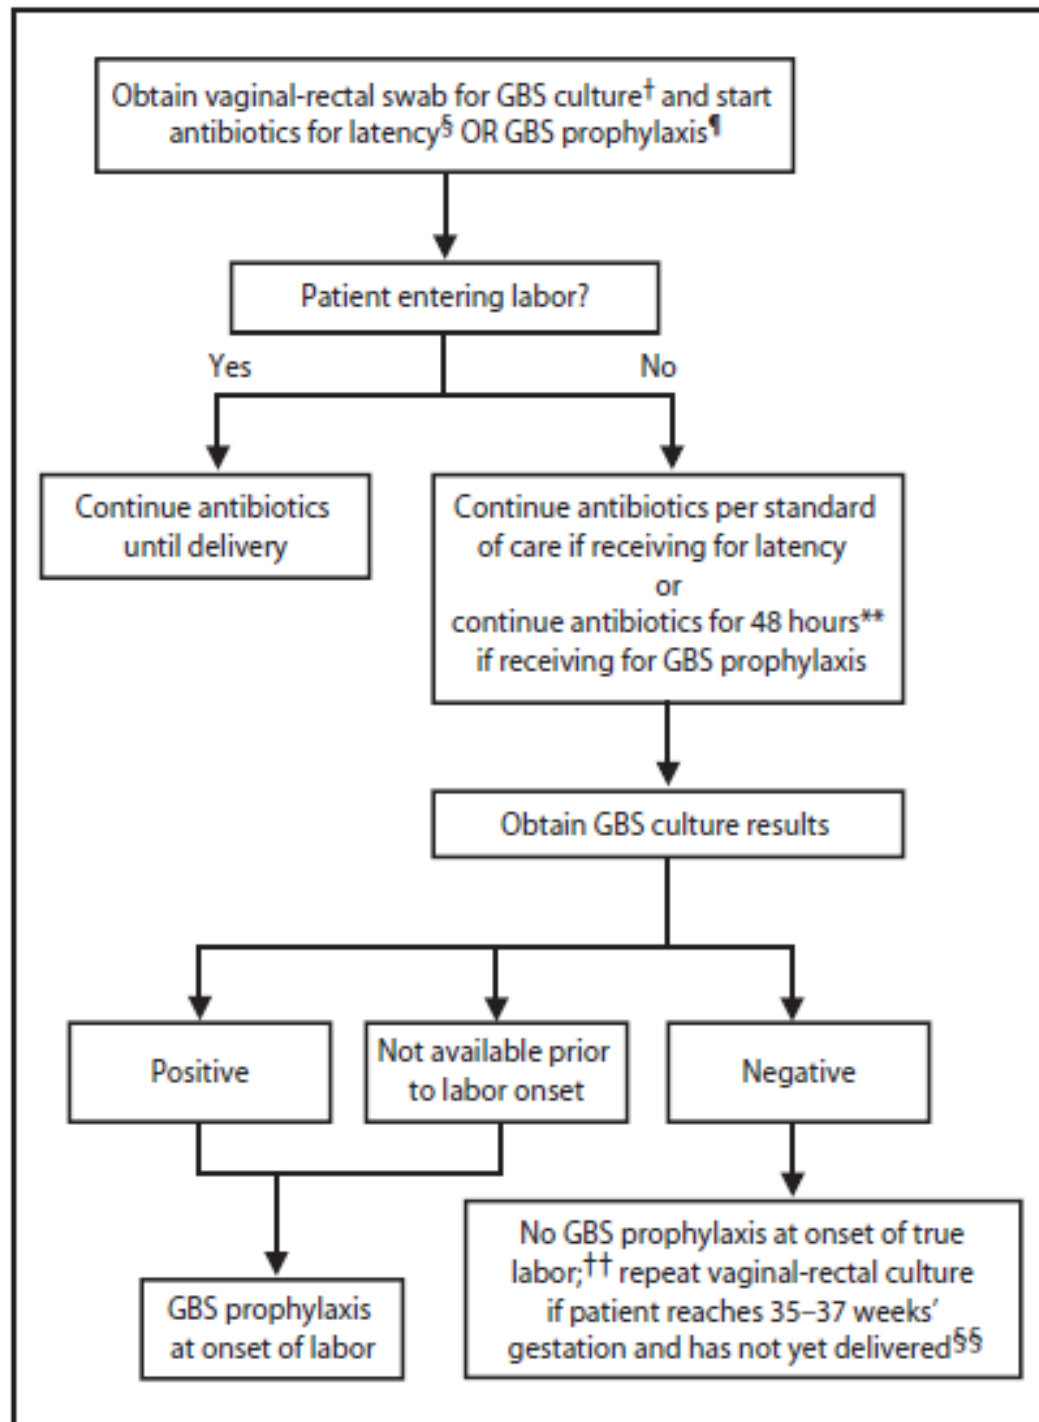 Obtain vaginal-rectal swab for GBS culture† and start
antibiotics for latency§ OR GBS prophylaxis¶
Patient entering labor?
Yes
No
Continue antibiotics
until delivery
Continue antibiotics per standard
of care if receiving for latency
or
continue antibiotics for 48 hours**
if receiving for GBS prophylaxis
Obtain GBS culture results
Positive
Not available prior
to labor onset
Negative
GBS prophylaxis
at onset of labor
No GBS prophylaxis at onset of true
labor;†† repeat vaginal-rectal culture
if patient reaches 35–37 weeks’
gestation and has not yet delivered§§